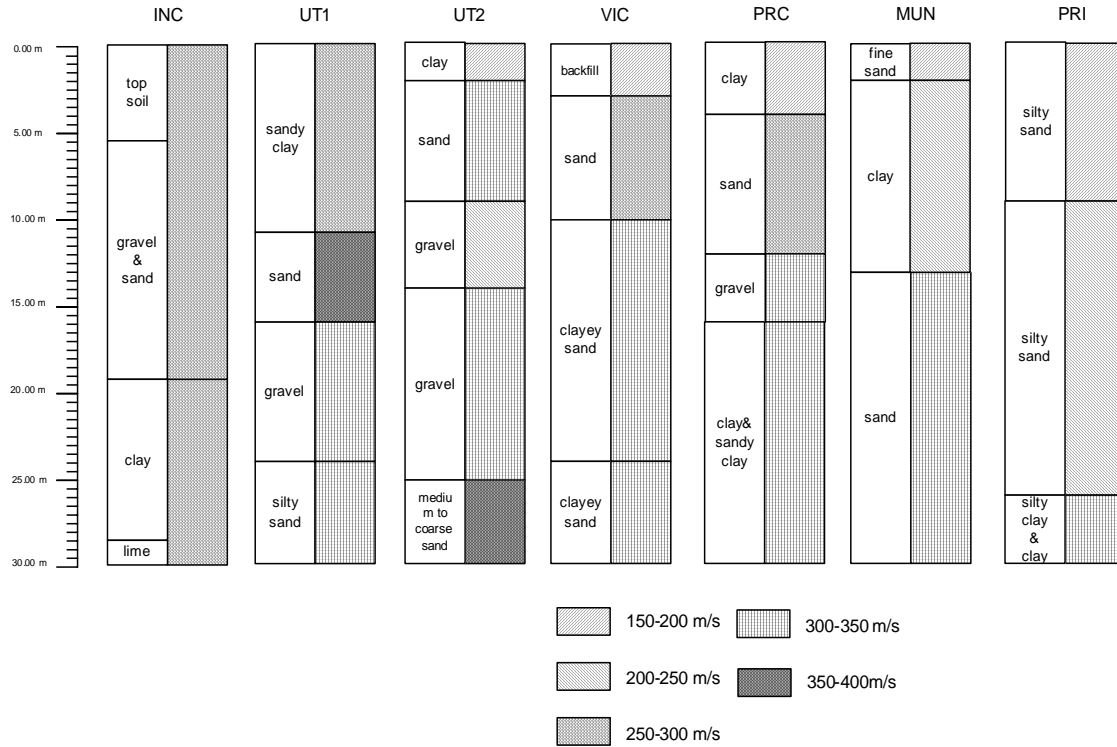 INC UT1 UT2 VIC PRC MUN PRI
0.00 m
5.00 m
10.00 m
15.00 m
20.00 m
25.00 m
30.00 m
top
soil
gravel
&
sand
clay
lime
sandy
clay
sand
gravel
silty
sand
clay
sand
gravel
gravel
mediu
m to
coarse
sand
backfill
sand
clayey
sand
clayey
sand
clay
sand
gravel
clay&
sandy
clay
fine
sand
clay
sand
silty
sand
silty
sand
silty
clay
&
clay
150-200 m/s
200-250 m/s
250-300 m/s
300-350 m/s
350-400m/s